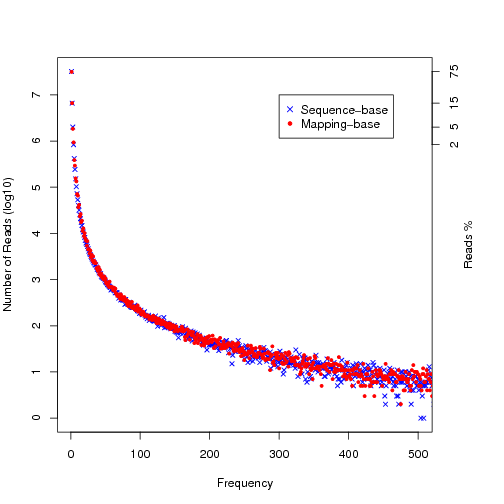 Sequence-base
Mapping-base
Number of Reads (log10)
7
6
5
4
3
2
1
0
75
15
5
2
Reads %
0 100 200 300 400 500
Frequency